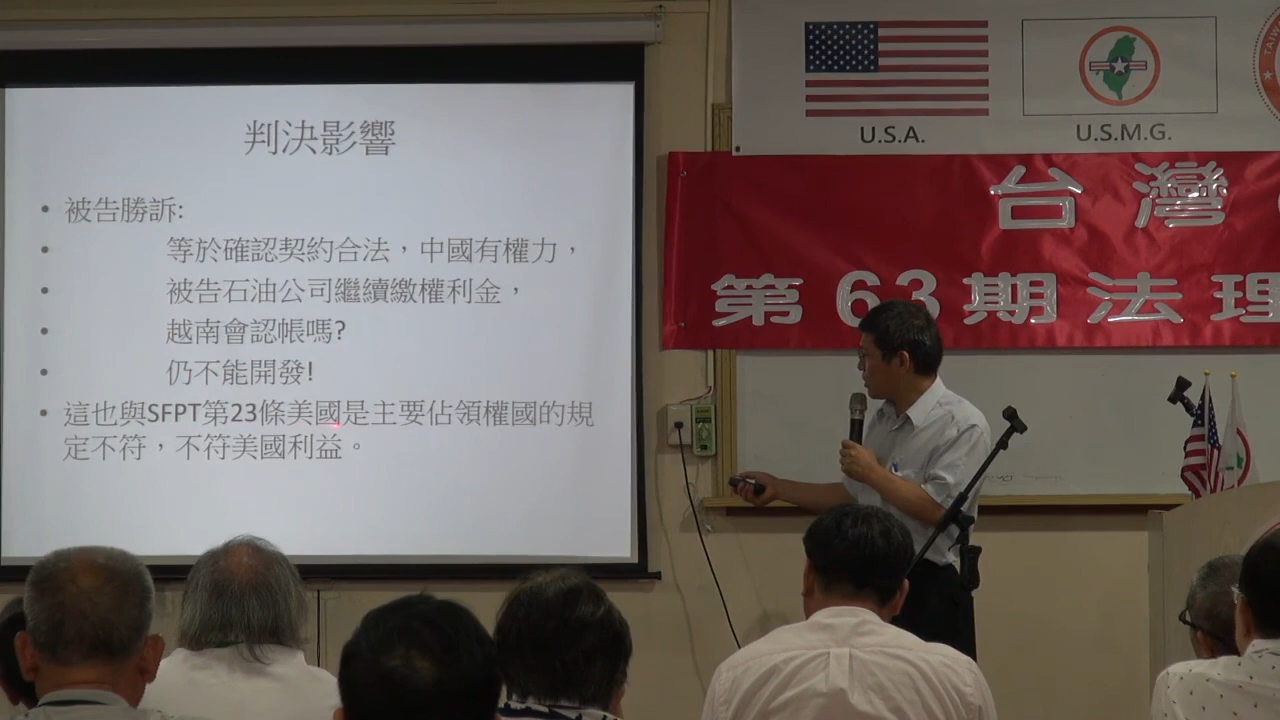 判決影響
• 被告勝訴:
• 等於確認契約合法，中國有權力，
• 被告石油公司繼續繳權利金，
• 越南會認帳嗎?
• 仍不能開發!
• 這也與SFPT第23條美國是主要佔領權國的規
定不符，不符美國利益。
U.S.A.
U.S.M.G.
台灣
第63期法理